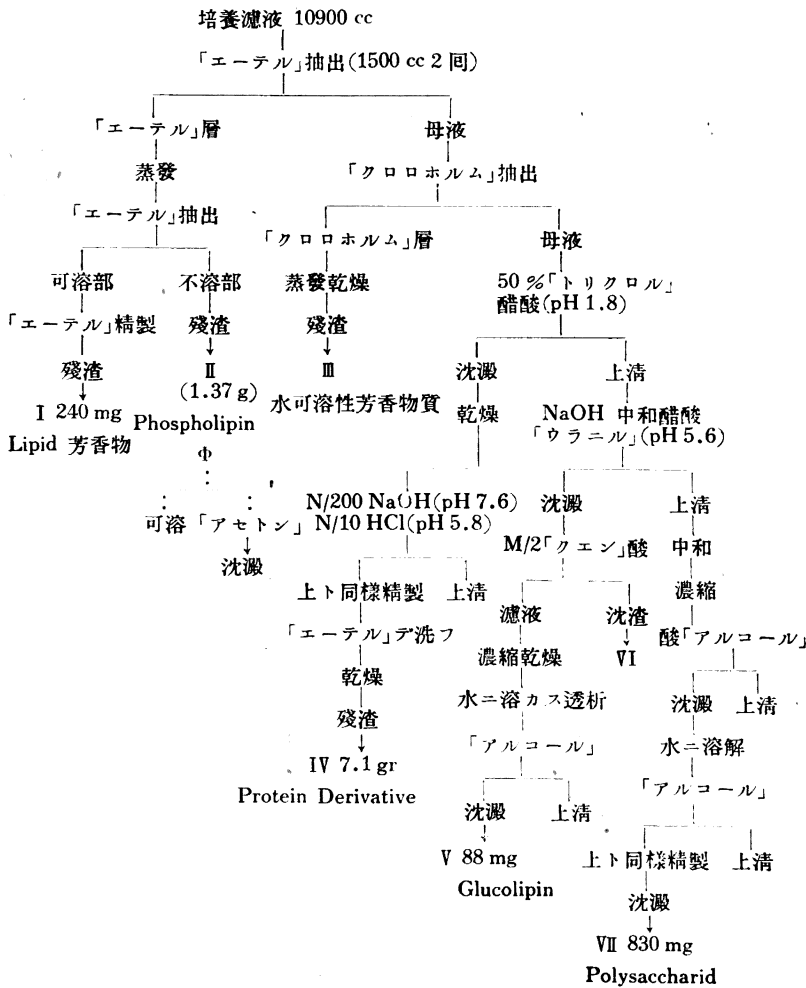 培養濾液 10900 cc
「エーテル」抽出(1500 cc 2 囘)
「エーテル」層
母液
蒸發
「クロロホルム」抽出
「エーテル」抽出
「クロロホルム」層
母液
可溶部
不溶部
蒸發乾燥
50 %「トリクロル」
醋酸(pH 1.8)
「エーテル」精製
殘渣
殘渣
殘渣
Ⅱ
(1.37 g)
Ⅲ
沈澱
上淸
I 240 mg
Lipid 芳香物
Phospholipin
水可溶性芳香物質
乾燥
NaOH 中和醋酸
「ウラニル」(pH 5.6)
Φ
可溶「アセトン」
沈澱
N/200 NaOH(pH 7.6)
N/10 HCl(pH 5.8)
沈澱
上淸
M/2「クエン」酸
中和
上ト同様精製
上淸
濾液
沈渣
濃縮
「エーテル」デ洗フ
濃縮乾燥
VI
酸「アルコール」
乾燥
水ニ溶カス透析
沈澱
上淸
殘渣
「アルコール」
水ニ溶解
IV 7.1 gr
Protein Derivative
「アルコール」
沈澱
上淸
V 88 mg
Glucolipin
上ト同様精製
上淸
沈澱
Ⅶ 830 mg
Polysaccharid